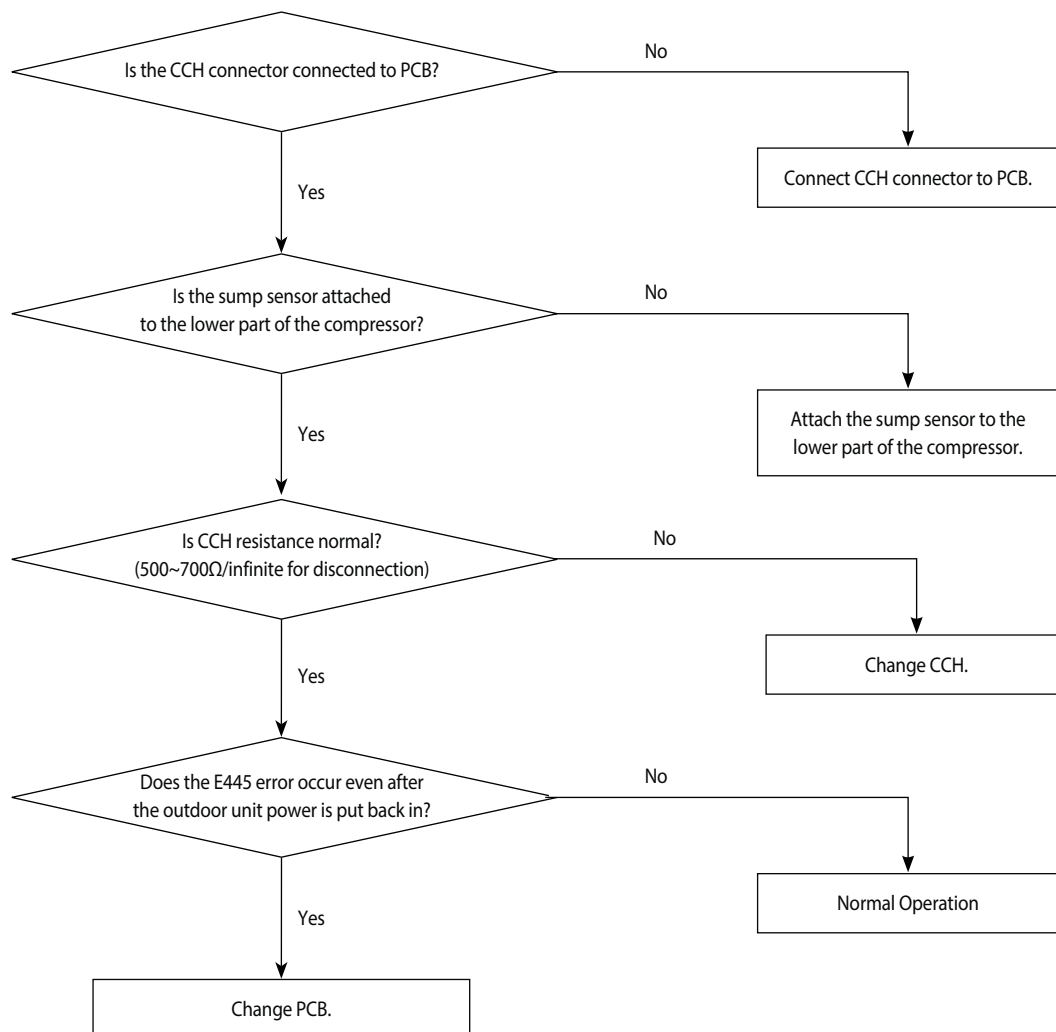 Is the CCH connector connected to PCB?
No
Connect CCH connector to PCB.
Yes
Is the sump sensor attached
to the lower part of the compressor?
No
Attach the sump sensor to the
lower part of the compressor.
Yes
Is CCH resistance normal?
(500~700Ω/infinite for disconnection)
No
Change CCH.
Yes
Does the E445 error occur even after
the outdoor unit power is put back in?
No
Normal Operation
Yes
Change PCB.